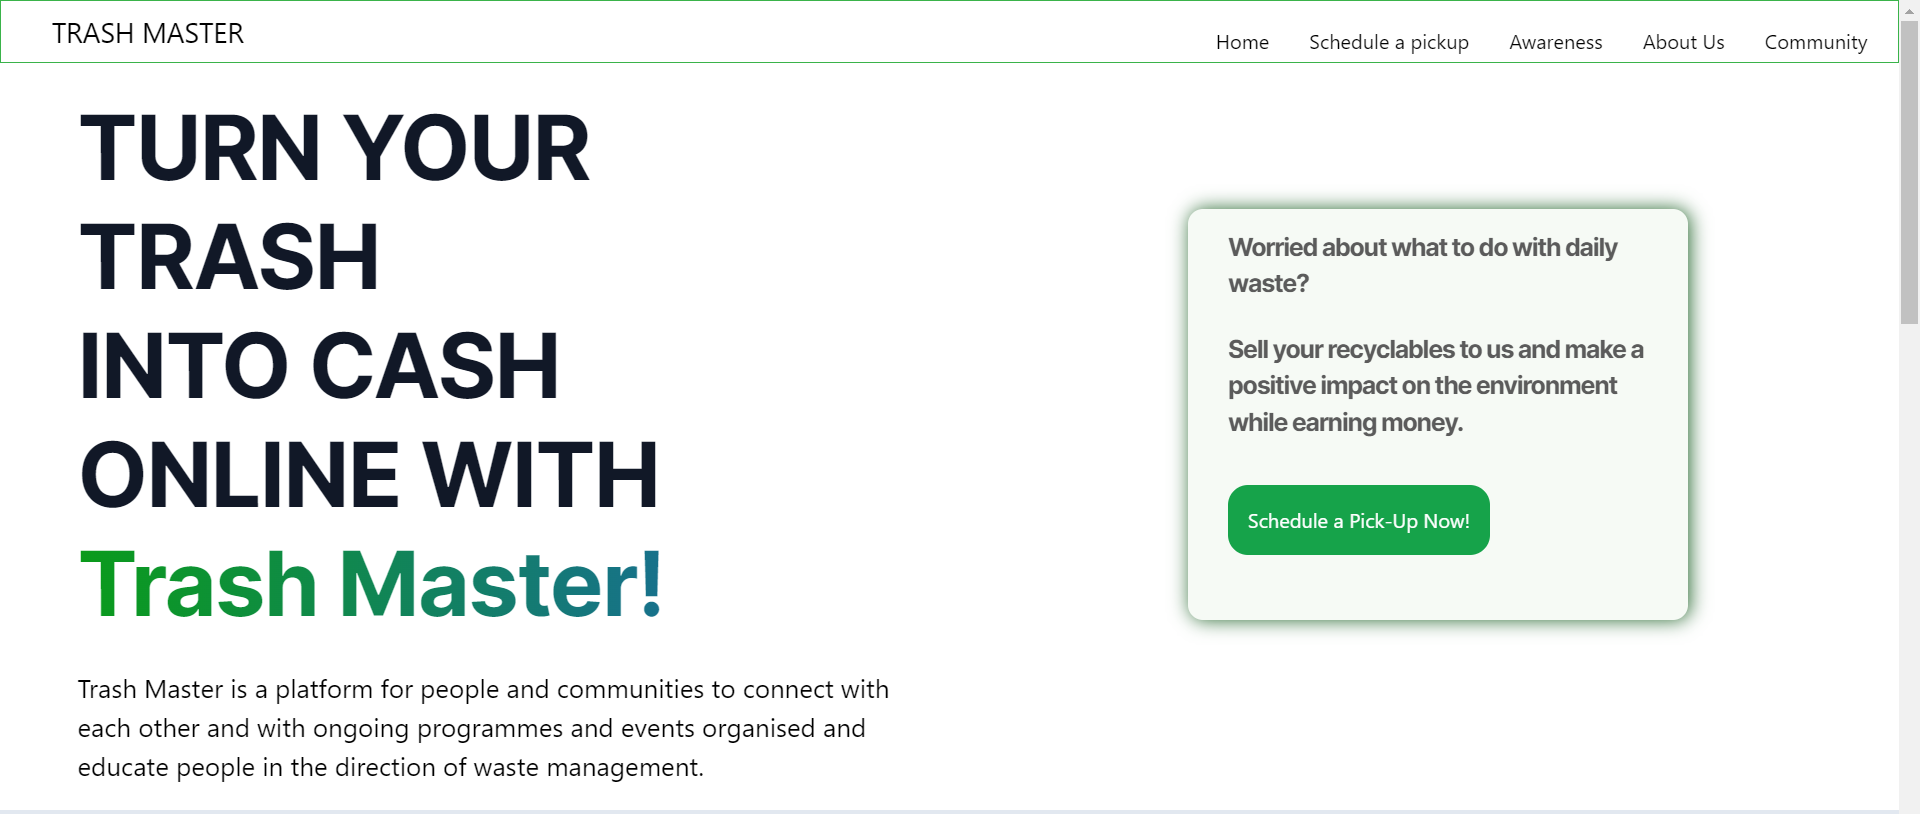 TRASH MASTER
Home Schedule a pickup Awareness About Us Community
TURN YOUR
TRASH
INTO CASH
ONLINE WITH
Trash Master!
Trash Master is a platform for people and communities to connect with
each other and with ongoing programmes and events organised and
educate people in the direction of waste management.
Worried about what to do with daily
waste?
Sell your recyclables to us and make a
positive impact on the environment
while earning money.
Schedule a Pick-Up Now!